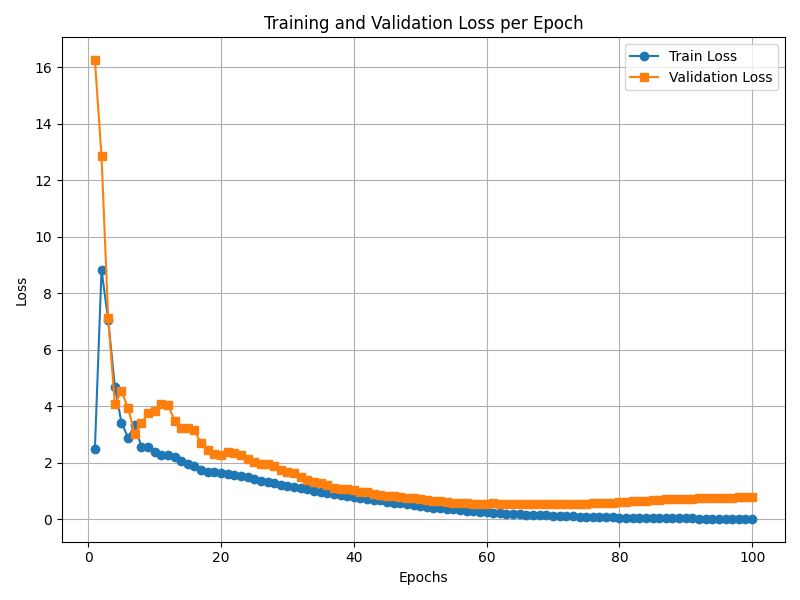 Training and Validation Loss per Epoch
Train Loss
Validation Loss
16
14
12
10
8
6
4
2
0
Loss
0 20 40 60 80 100
Epochs